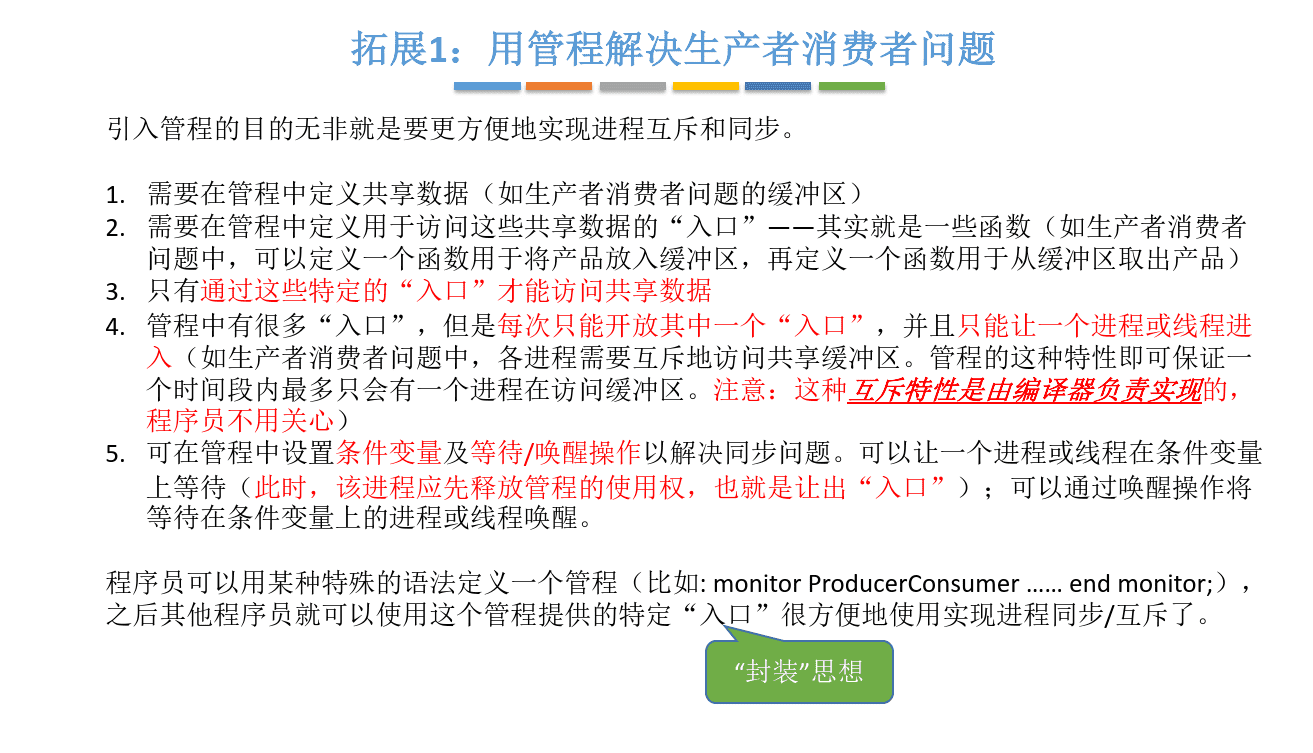 拓展1：用管程解决生产者消费者问题
引入管程的目的无非就是要更方便地实现进程互斥和同步。
1. 需要在管程中定义共享数据（如生产者消费者问题的缓冲区）
2. 需要在管程中定义用于访问这些共享数据的“入口”——其实就是一些函数（如生产者消费者
问题中，可以定义一个函数用于将产品放入缓冲区，再定义一个函数用于从缓冲区取出产品）
3. 只有通过这些特定的“入口”才能访问共享数据
4. 管程中有很多“入口”，但是每次只能开放其中一个“入口”，并且只能让一个进程或线程进
入（如生产者消费者问题中，各进程需要互斥地访问共享缓冲区。管程的这种特性即可保证一
个时间段内最多只会有一个进程在访问缓冲区。注意：这种互斥特性是由编译器负责实现的，
程序员不用关心）
5. 可在管程中设置条件变量及等待/唤醒操作以解决同步问题。可以让一个进程或线程在条件变量
上等待（此时，该进程应先释放管程的使用权，也就是让出“入口”）；可以通过唤醒操作将
等待在条件变量上的进程或线程唤醒。
程序员可以用某种特殊的语法定义一个管程（比如: monitor ProducerConsumer …… end monitor;），
之后其他程序员就可以使用这个管程提供的特定“入口”很方便地使用实现进程同步/互斥了。
“封装”思想